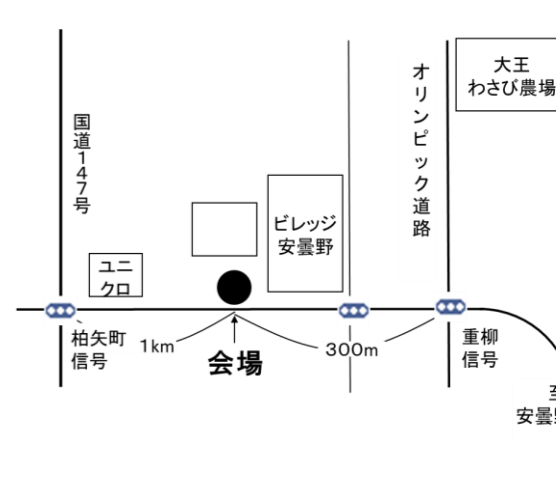 大王
わさび農場
オリンピック道路
国道147号
ビレッジ
安曇野
ユニ
クロ
柏矢町
信号
1km
会場
300m
重柳
信号
至
安曇